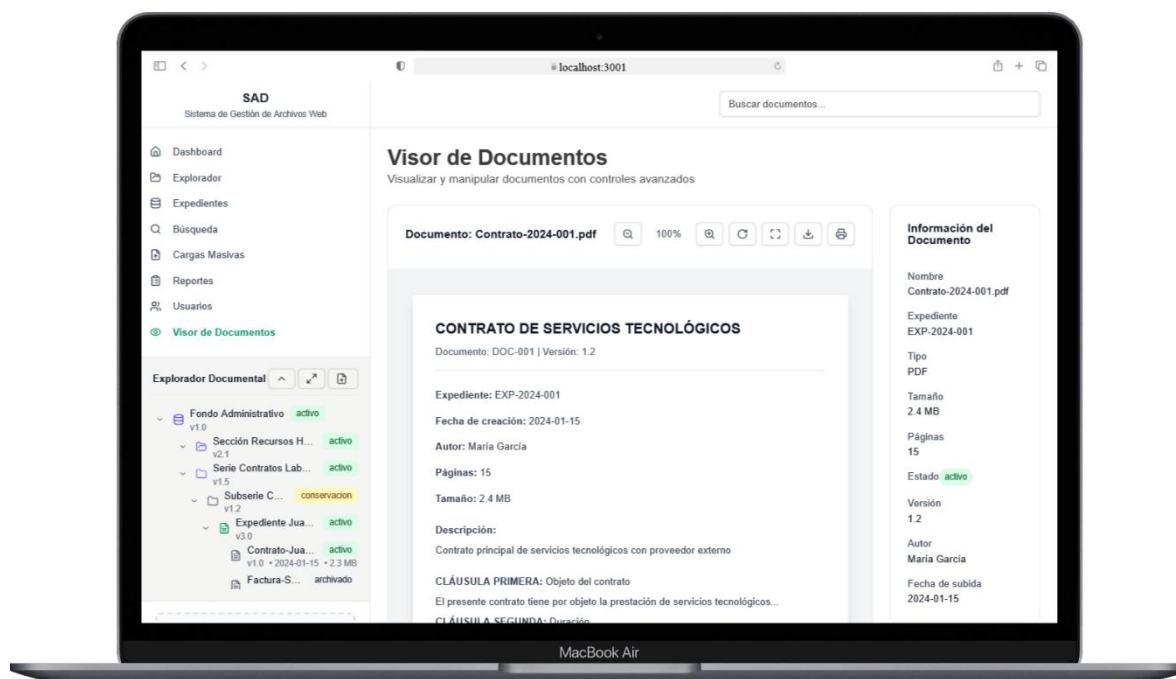 localhost:3001
SAD
Sistema de Gestión de Archivos Web
Buscar documentos...
Dashboard
Explorador
Expedientes
Búsqueda
Cargas Masivas
Reportes
Usuarios
Visor de Documentos
Explorador Documental
Fondo Administrativo activo
v1.0
Sección Recursos H... activo
v2.1
Serie Contratos Lab... activo
v1.5
Subserie C... conservacion
v1.2
Expediente Jua... activo
v3.0
Contrato-Jua... activo
v1.0 • 2024-01-15 • 2.3 MB
Factura-S... archivado
Visor de Documentos
Visualizar y manipular documentos con controles avanzados
Documento: Contrato-2024-001.pdf 100%
CONTRATO DE SERVICIOS TECNOLÓGICOS
Documento: DOC-001 | Versión: 1.2
Expediente: EXP-2024-001
Fecha de creación: 2024-01-15
Autor: María García
Páginas: 15
Tamaño: 2.4 MB
Descripción:
Contrato principal de servicios tecnológicos con proveedor externo
CLÁUSULA PRIMERA: Objeto del contrato
El presente contrato tiene por objeto la prestación de servicios tecnológicos...
CLÁUSULA SEGUNDA: Duración
Información del
Documento
Nombre
Contrato-2024-001.pdf
Expediente
EXP-2024-001
Tipo
PDF
Tamaño
2.4 MB
Páginas
15
Estado activo
Versión
1.2
Autor
María García
Fecha de subida
2024-01-15
MacBook Air